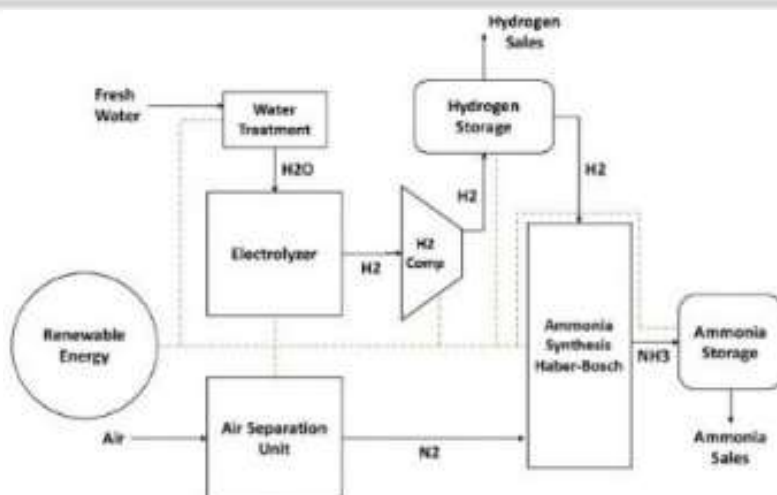 Hydrogen
Sales
Fresh
Water
Water
Treatment
Hydrogen
Storage
H2O
H2
H2
Electrolyzer
H2
H2
Comp
Renewable
Energy
Ammonia
Synthesis
Haber-Bosch
NH3
Ammonia
Storage
Air
Air Separation
Unit
N2
Ammonia
Sales